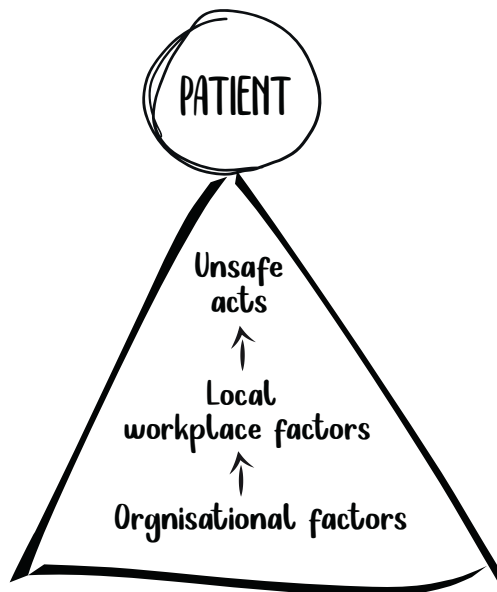 PATIENT
Unsafe
acts
Local
workplace factors
Orgnisational factors